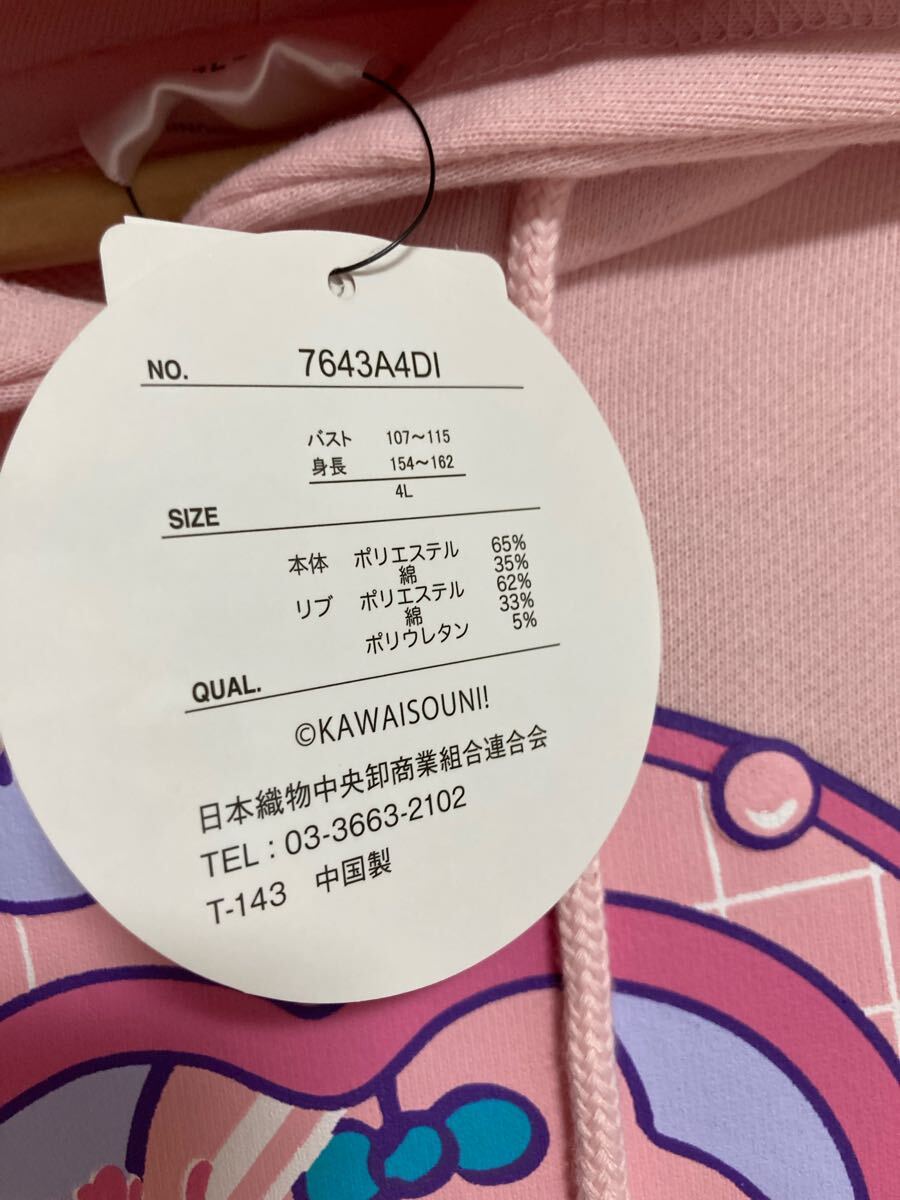 NO. 7643A4DI
バスト 107～115
身長 154～162
4L
SIZE
本体 ポリエステル 65%
綿 35%
リブ ポリエステル 62%
綿 33%
ポリウレタン 5%
QUAL.
©KAWAISOUNI!
日本織物中央卸商業組合連合会
TEL : 03-3663-2102
T-143 中国製